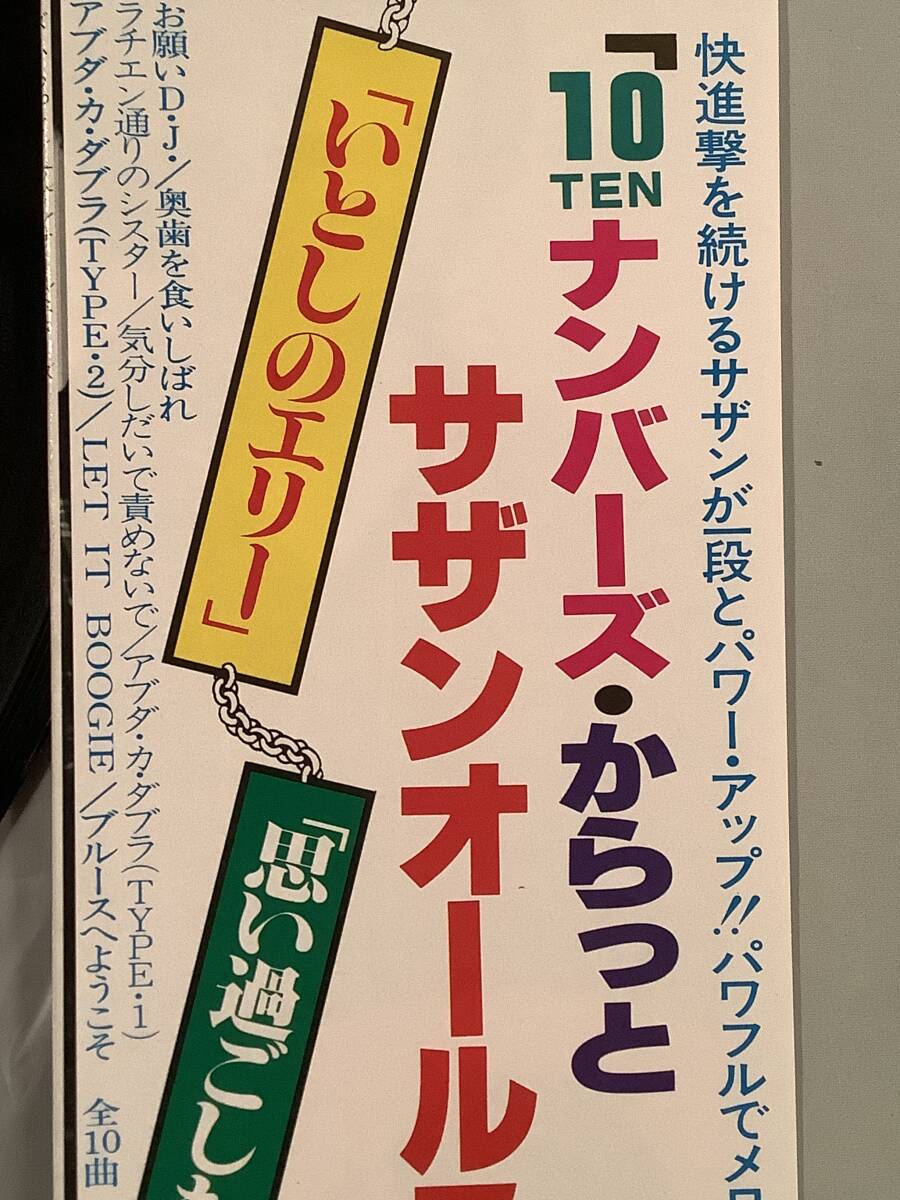 快進撃を続けるサザンが一段とパワー・アップ!!パワフルでメロ
「10ナンバーズ・からっと
TEN
サザンオール
「いとしのエリー」
「思い過ごし
お願いD・J・/奥歯を食いしばれ
ラチエン通りのシスター/気分しだいで責めないで/アブダ・カ・ダブラ(TYPE・1)
アブダ・カ・ダブラ(TYPE・2)/LET IT BOOGIE/ブルースへようこそ 全10曲